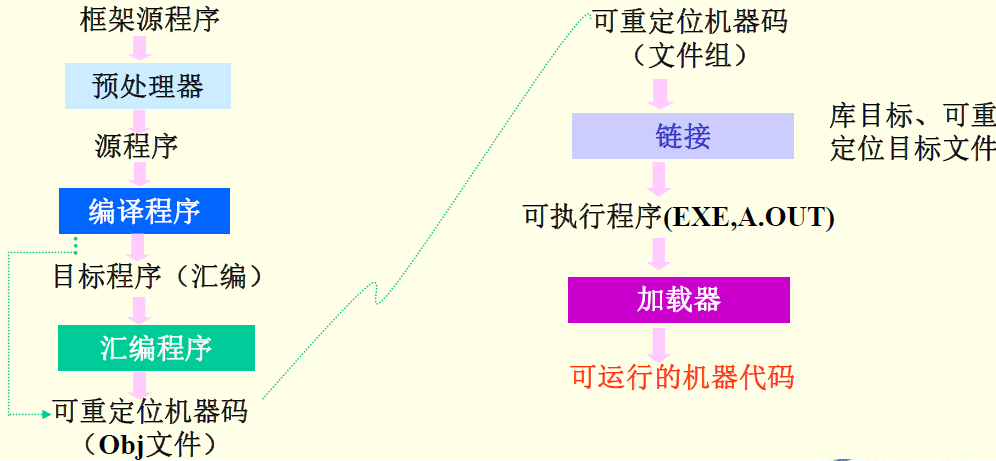 框架源程序
预处理器
源程序
编译程序
目标程序（汇编）
汇编程序
可重定位机器码
（Obj文件）
可重定位机器码
（文件组）
链接
库目标、可重
定位目标文件
可执行程序(EXE,A.OUT)
加载器
可运行的机器代码